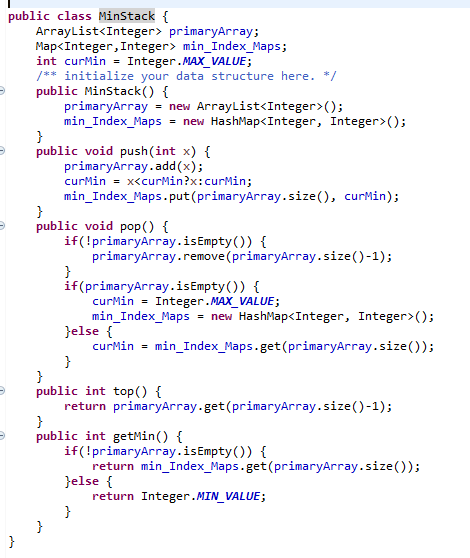 public class MinStack {
    ArrayList<Integer> primaryArray;
    Map<Integer,Integer> min_Index_Maps;
    int curMin = Integer.MAX_VALUE;
    /** initialize your data structure here. */
    public MinStack() {
        primaryArray = new ArrayList<Integer>();
        min_Index_Maps = new HashMap<Integer, Integer>();
    }
    public void push(int x) {
        primaryArray.add(x);
        curMin = x<curMin?x:curMin;
        min_Index_Maps.put(primaryArray.size(), curMin);
    }
    public void pop() {
        if(!primaryArray.isEmpty()) {
            primaryArray.remove(primaryArray.size()-1);
        }
        if(primaryArray.isEmpty()) {
            curMin = Integer.MAX_VALUE;
            min_Index_Maps = new HashMap<Integer, Integer>();
        }else {
            curMin = min_Index_Maps.get(primaryArray.size());
        }
    }
    public int top() {
        return primaryArray.get(primaryArray.size()-1);
    }
    public int getMin() {
        if(!primaryArray.isEmpty()) {
            return min_Index_Maps.get(primaryArray.size());
        }else {
            return Integer.MIN_VALUE;
        }
    }
}